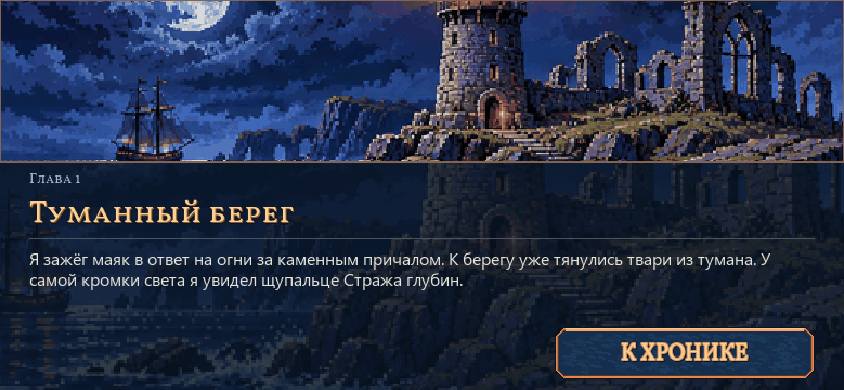 Глава 1
Туманный берег
Я зажёг маяк в ответ на огни за каменным причалом. К берегу уже тянулись твари из тумана. У
самой кромки света я увидел щупальце Стража глубин.
К ХРОНИКЕ